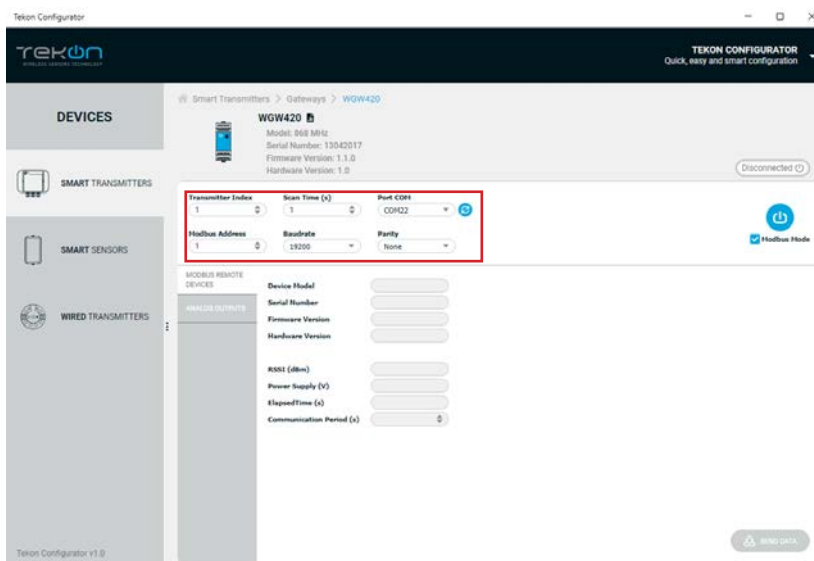 Tekon Configurator
TEKON
WIRELESS SENSORS TECHNOLOGY
TEKON CONFIGURATOR
Quick, easy and smart configuration
DEVICES
SMART TRANSMITTERS
SMART SENSORS
WIRED TRANSMITTERS
Tekon Configurator v1.0
Smart Transmitters > Gateways > WGW420
WGW420
Model: 868 MHz
Serial Number: 13042017
Firmware Version: 1.1.0
Hardware Version: 1.0
Disconnected
Transmitter Index Scan Time (s) Port COM
1 1 COM22
Modbus Address Baudrate Parity
1 19200 None
Modbus Mode
MODBUS REMOTE
DEVICES
ANALOG OUTPUTS
Device Model
Serial Number
Firmware Version
Hardware Version
RSSI (dBm)
Power Supply (V)
ElapsedTime (s)
Communication Period (s)
SEND DATA